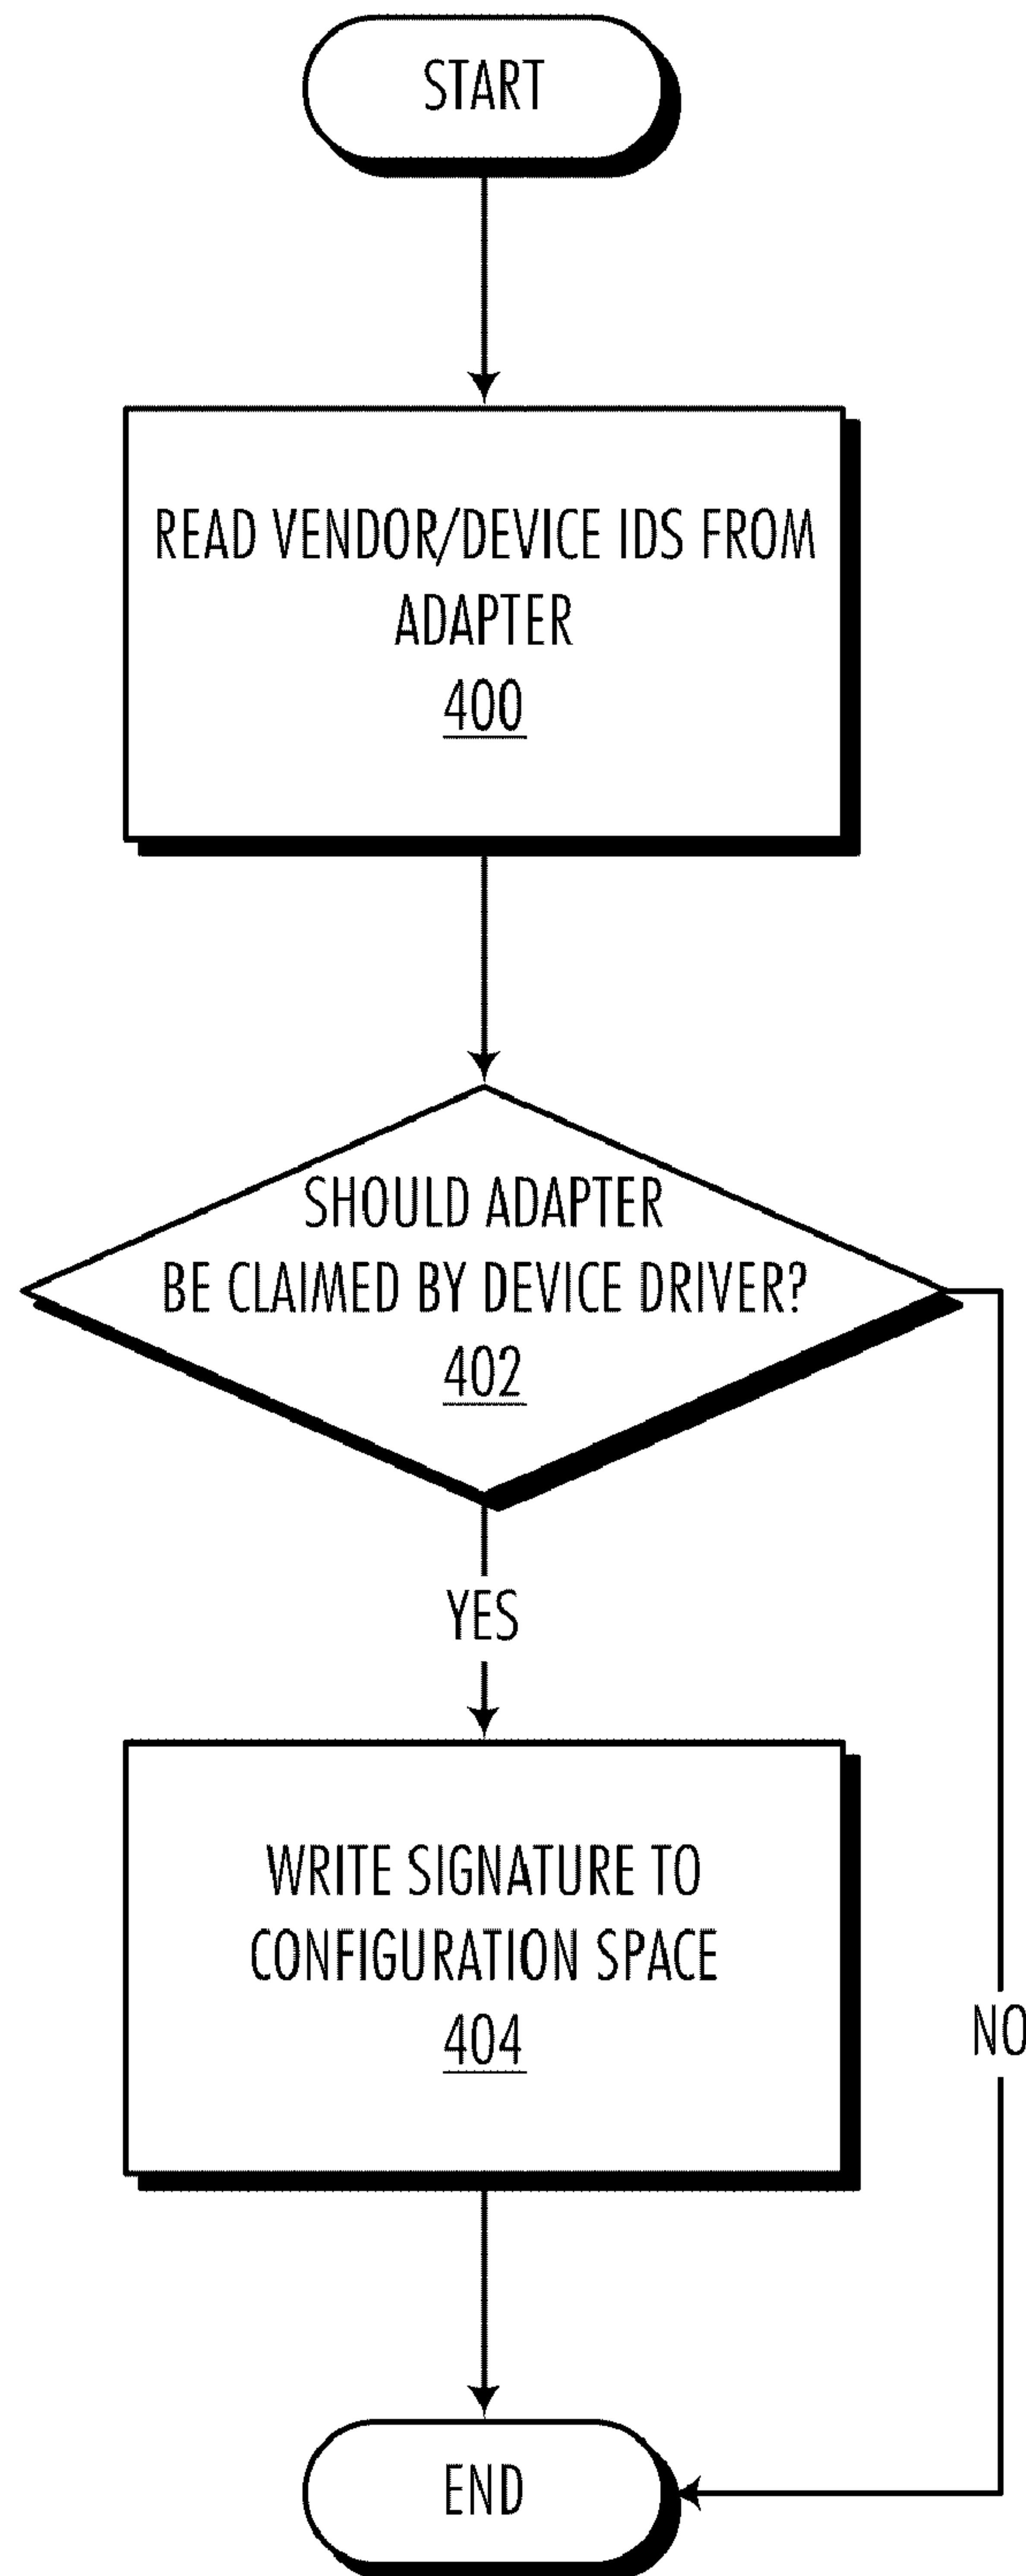 START
READ VENDOR/DEVICE IDS FROM
ADAPTER
400
SHOULD ADAPTER
BE CLAIMED BY DEVICE DRIVER?
402
YES
WRITE SIGNATURE TO
CONFIGURATION SPACE
404
NO
END